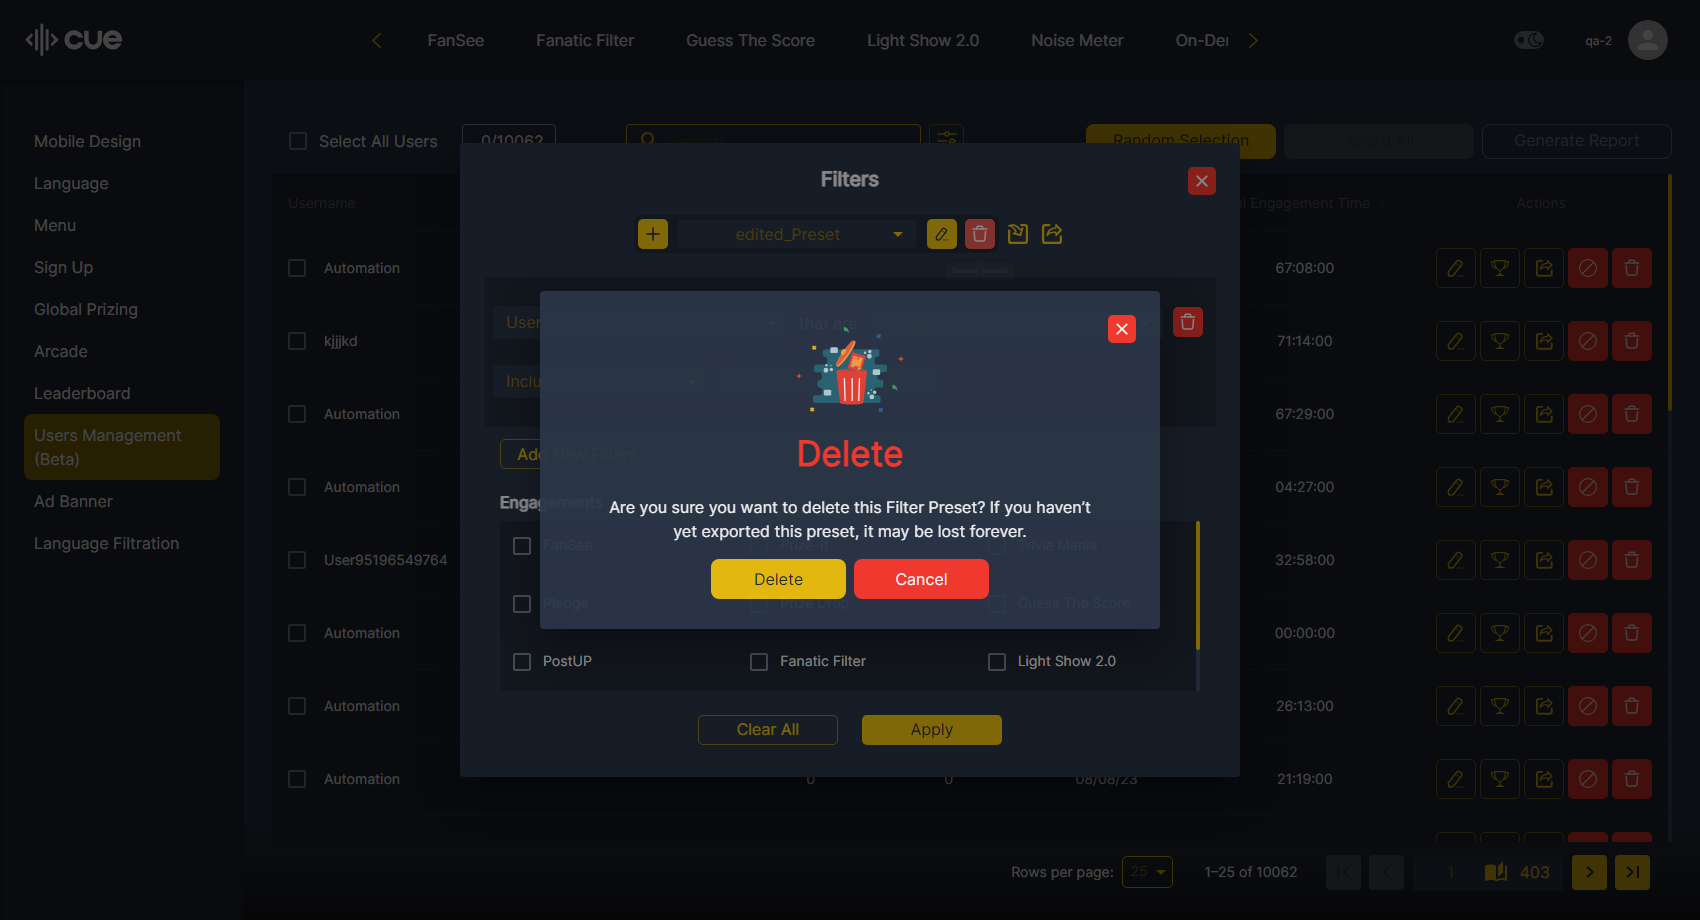 cue
FanSee
Fanatic Filter
Guess The Score
Light Show 2.0
Noise Meter
On-Der
qa-2
Mobile Design
Language
Menu
Sign Up
Global Prizing
Arcade
Leaderboard
Users Management
(Beta)
Ad Banner
Language Filtration
Select All Users
0/10062
Search
Random Selection
Award All
Generate Report
Username
Engagement Time
Actions
Automation
67:08:00
kjjjkd
71:14:00
Automation
67:29:00
Automation
04:27:00
User95196549764
32:58:00
Automation
00:00:00
Automation
26:13:00
Automation
0
0
08/08/23
21:19:00
Filters
edited_Preset
User
that are
Inclu
Add New Filters
Engagements
FanSee
Prize It
Trivia Mania
Pledge
Prize Drop
Guess The Score
PostUP
Fanatic Filter
Light Show 2.0
Clear All
Apply
Delete
Are you sure you want to delete this Filter Preset? If you haven't
yet exported this preset, it may be lost forever.
Delete
Cancel
Rows per page:
25
1–25 of 10062
1
403